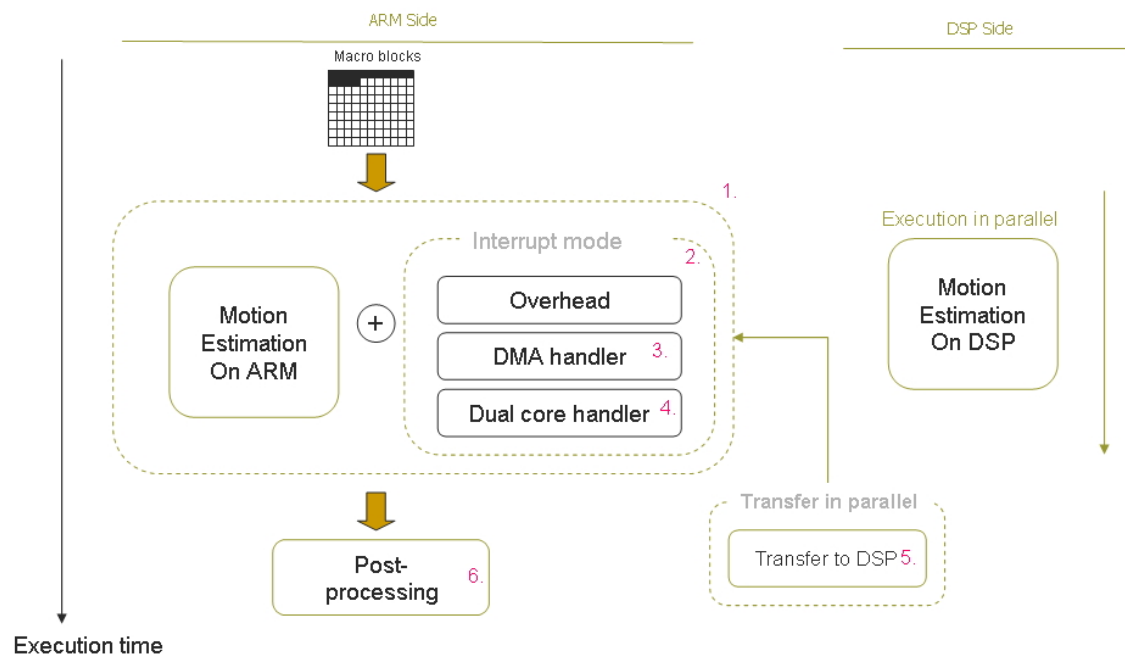 ARM Side
DSP Side
Macro blocks
1.
Execution in parallel
Interrupt mode
2.
Motion
Estimation
On ARM
+
Overhead
DMA handler 3.
Dual core handler 4.
Motion
Estimation
On DSP
Transfer in parallel
Transfer to DSP 5.
Post-
processing
6.
Execution time